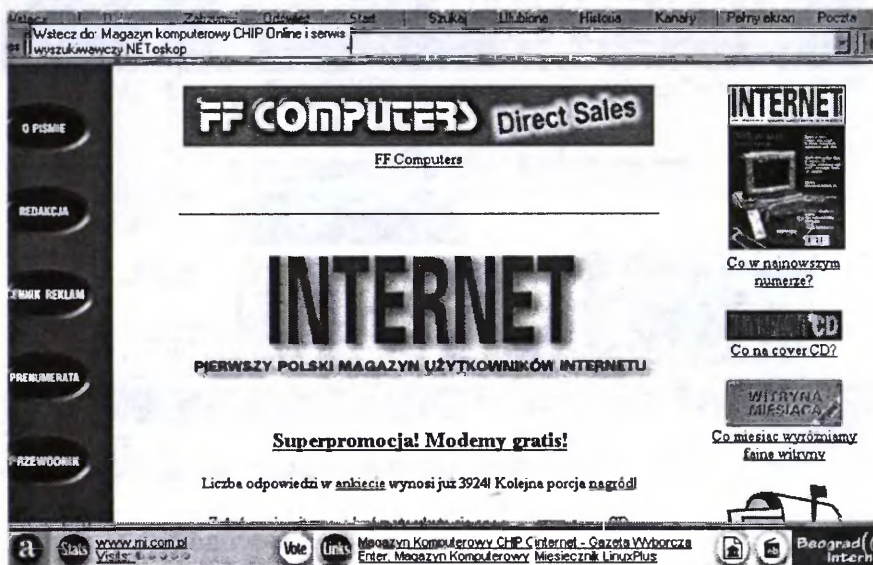 Odśwież Start Szukaj Ulubione Historia Kanały Pełny ekran Poczta
Wstecz do: Magazyn komputerowy CHIP Online i serwis
wyszukiwawczy NEToskop
O PIŚMIE
REDAKCJA
CENNIK REKLAM
PRENUMERATA
PRZEWODNIK
FF COMPUTERS Direct Sales
FF Computers
INTERNET
PIERWSZY POLSKI MAGAZYN UŻYTKOWNIKÓW INTERNETU
Superpromocja! Modemy gratis!
Liczba odpowiedzi w ankiecie wynosi już 3924! Kolejna porcja nagród!
INTERNET
Co w najnowszym
numerze?
CD
Co na cover CD?
WITRYNA
MIESIĄCA
Co miesiąc wyróżniamy
fajne witryny
a Stats www.mi.com.pl
Visits:
Vote Links Magazyn Komputerowy CHIP Cinternet - Gazeta Wyborcza
Enter, Magazyn Komputerowy Miesiecznik LinuxPlus
Beograd
Intern